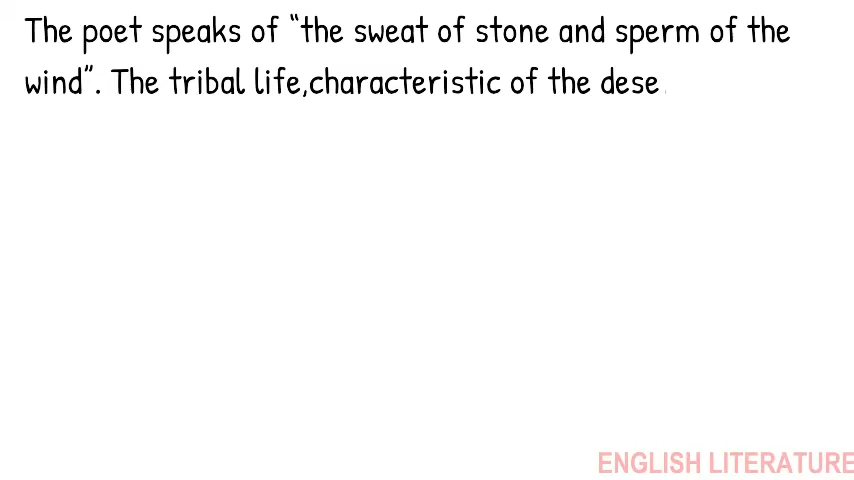 The poet speaks of “the sweat of stone and sperm of the
wind”. The tribal life,characteristic of the dese
ENGLISH LITERATURE